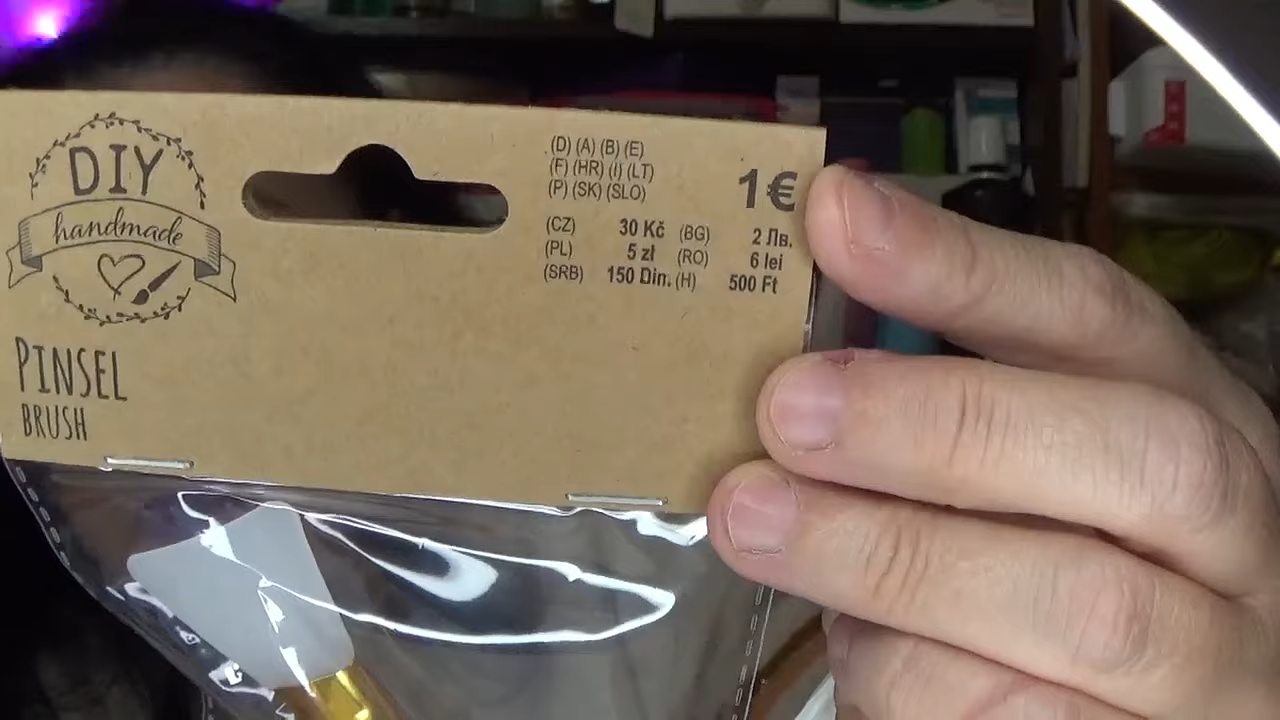 DIY
handmade
PINSEL
BRUSH
(D) (A) (B) (E)
(F) (HR) (I) (LT)
(P) (SK) (SLO)
1€
(CZ) 30 Kč (BG) 2 Лв.
(PL) 5 zł (RO) 6 lei
(SRB) 150 Din. (H) 500 Ft